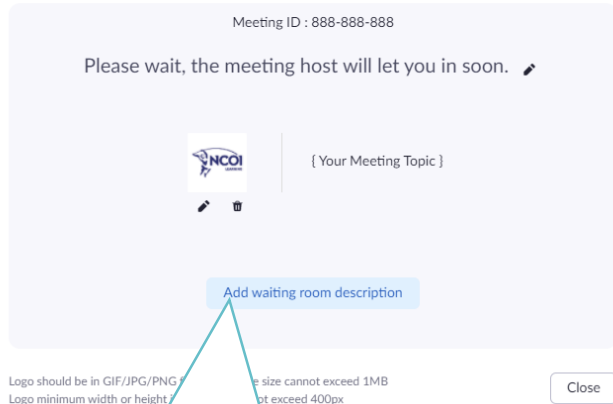 Meeting ID : 888-888-888
Please wait, the meeting host will let you in soon.
NCOI
LEARNING
{ Your Meeting Topic }
Add waiting room description
Logo should be in GIF/JPG/PNG size cannot exceed 1MB
Logo minimum width or height exceed 400px
Close